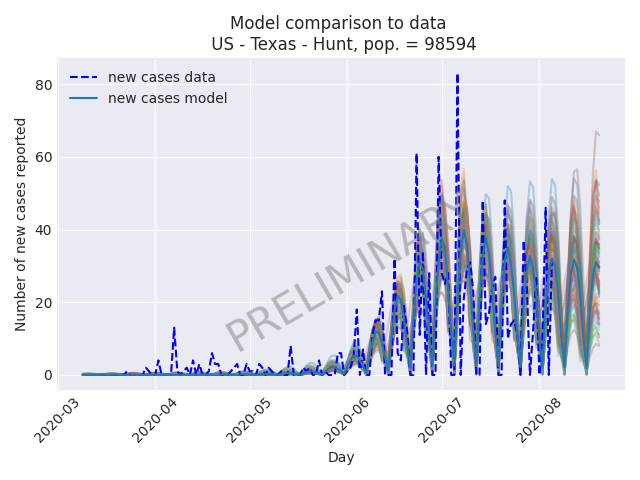 Model comparison to data
US - Texas - Hunt, pop. = 98594
new cases data
new cases model
PRELIMINARY
Number of new cases reported
80
60
40
20
0
2020-03
2020-04
2020-05
2020-06
2020-07
2020-08
Day